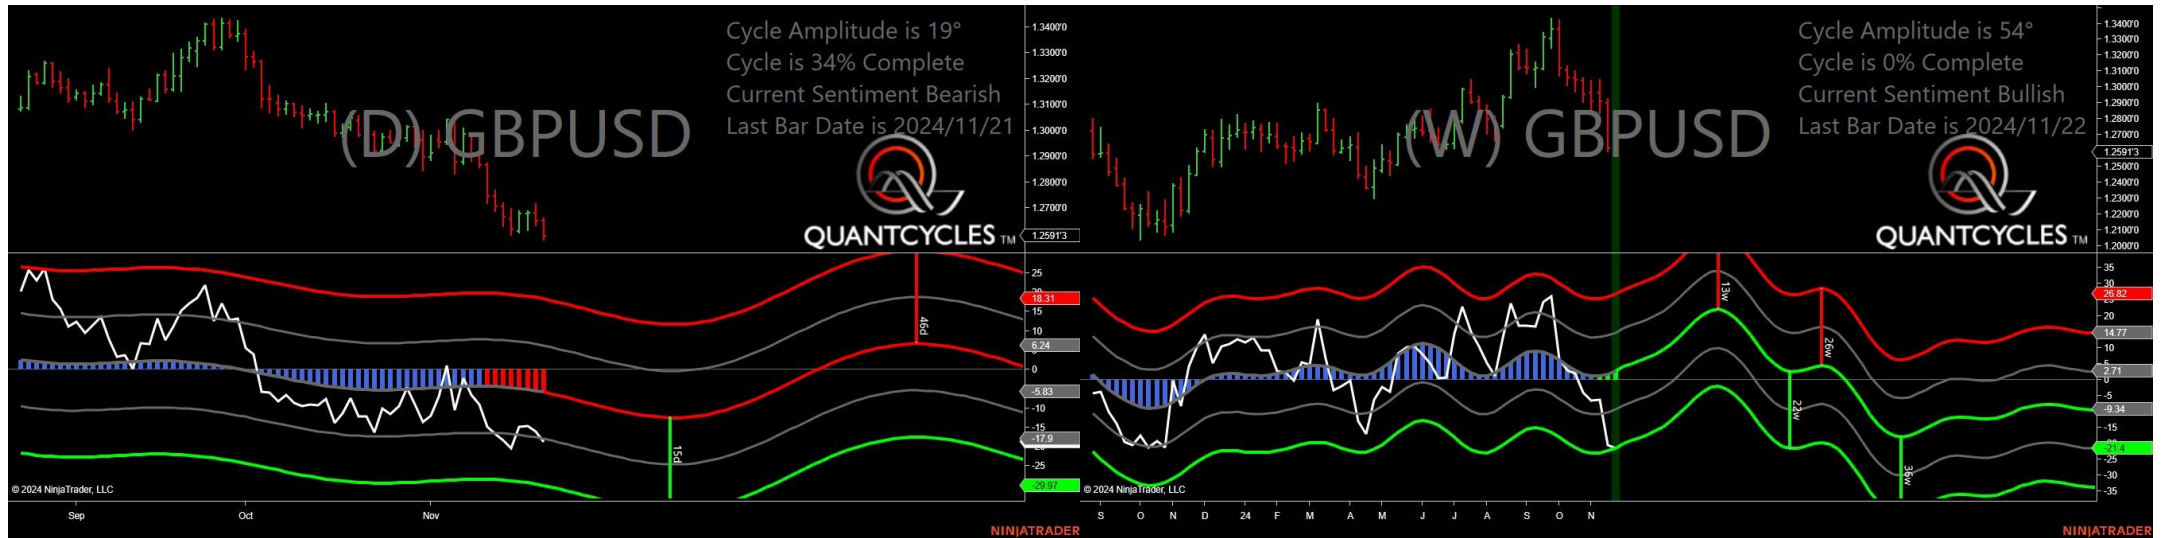 Cycle Amplitude is 19°
Cycle is 34% Complete
Current Sentiment Bearish
Last Bar Date is 2024/11/21
(D) GBPUSD
QUANTCYCLES TM
1.3400'0
1.3300'0
1.3200'0
1.3100'0
1.3000'0
1.2900'0
1.2800'0
1.2700'0
1.2591'3
25
18.31
15
10
6.24
0
-5.83
-10
-15
-17.9
-25
-29.97
46d
15d
© 2024 NinjaTrader, LLC
Sep Oct Nov
NINJATRADER
Cycle Amplitude is 54°
Cycle is 0% Complete
Current Sentiment Bullish
Last Bar Date is 2024/11/22
(W) GBPUSD
QUANTCYCLES TM
1.3400'0
1.3300'0
1.3200'0
1.3100'0
1.3000'0
1.2900'0
1.2800'0
1.2700'0
1.2591'3
1.2500'0
1.2400'0
1.2300'0
1.2200'0
1.2100'0
1.2000'0
35
30
26.82
20
14.77
10
2.71
0
-5
-9.34
-15
-21.4
-25
-30
-35
13w
26w
22w
36w
© 2024 NinjaTrader, LLC
S O N D 24 F M A M J J A S O N
NINJATRADER